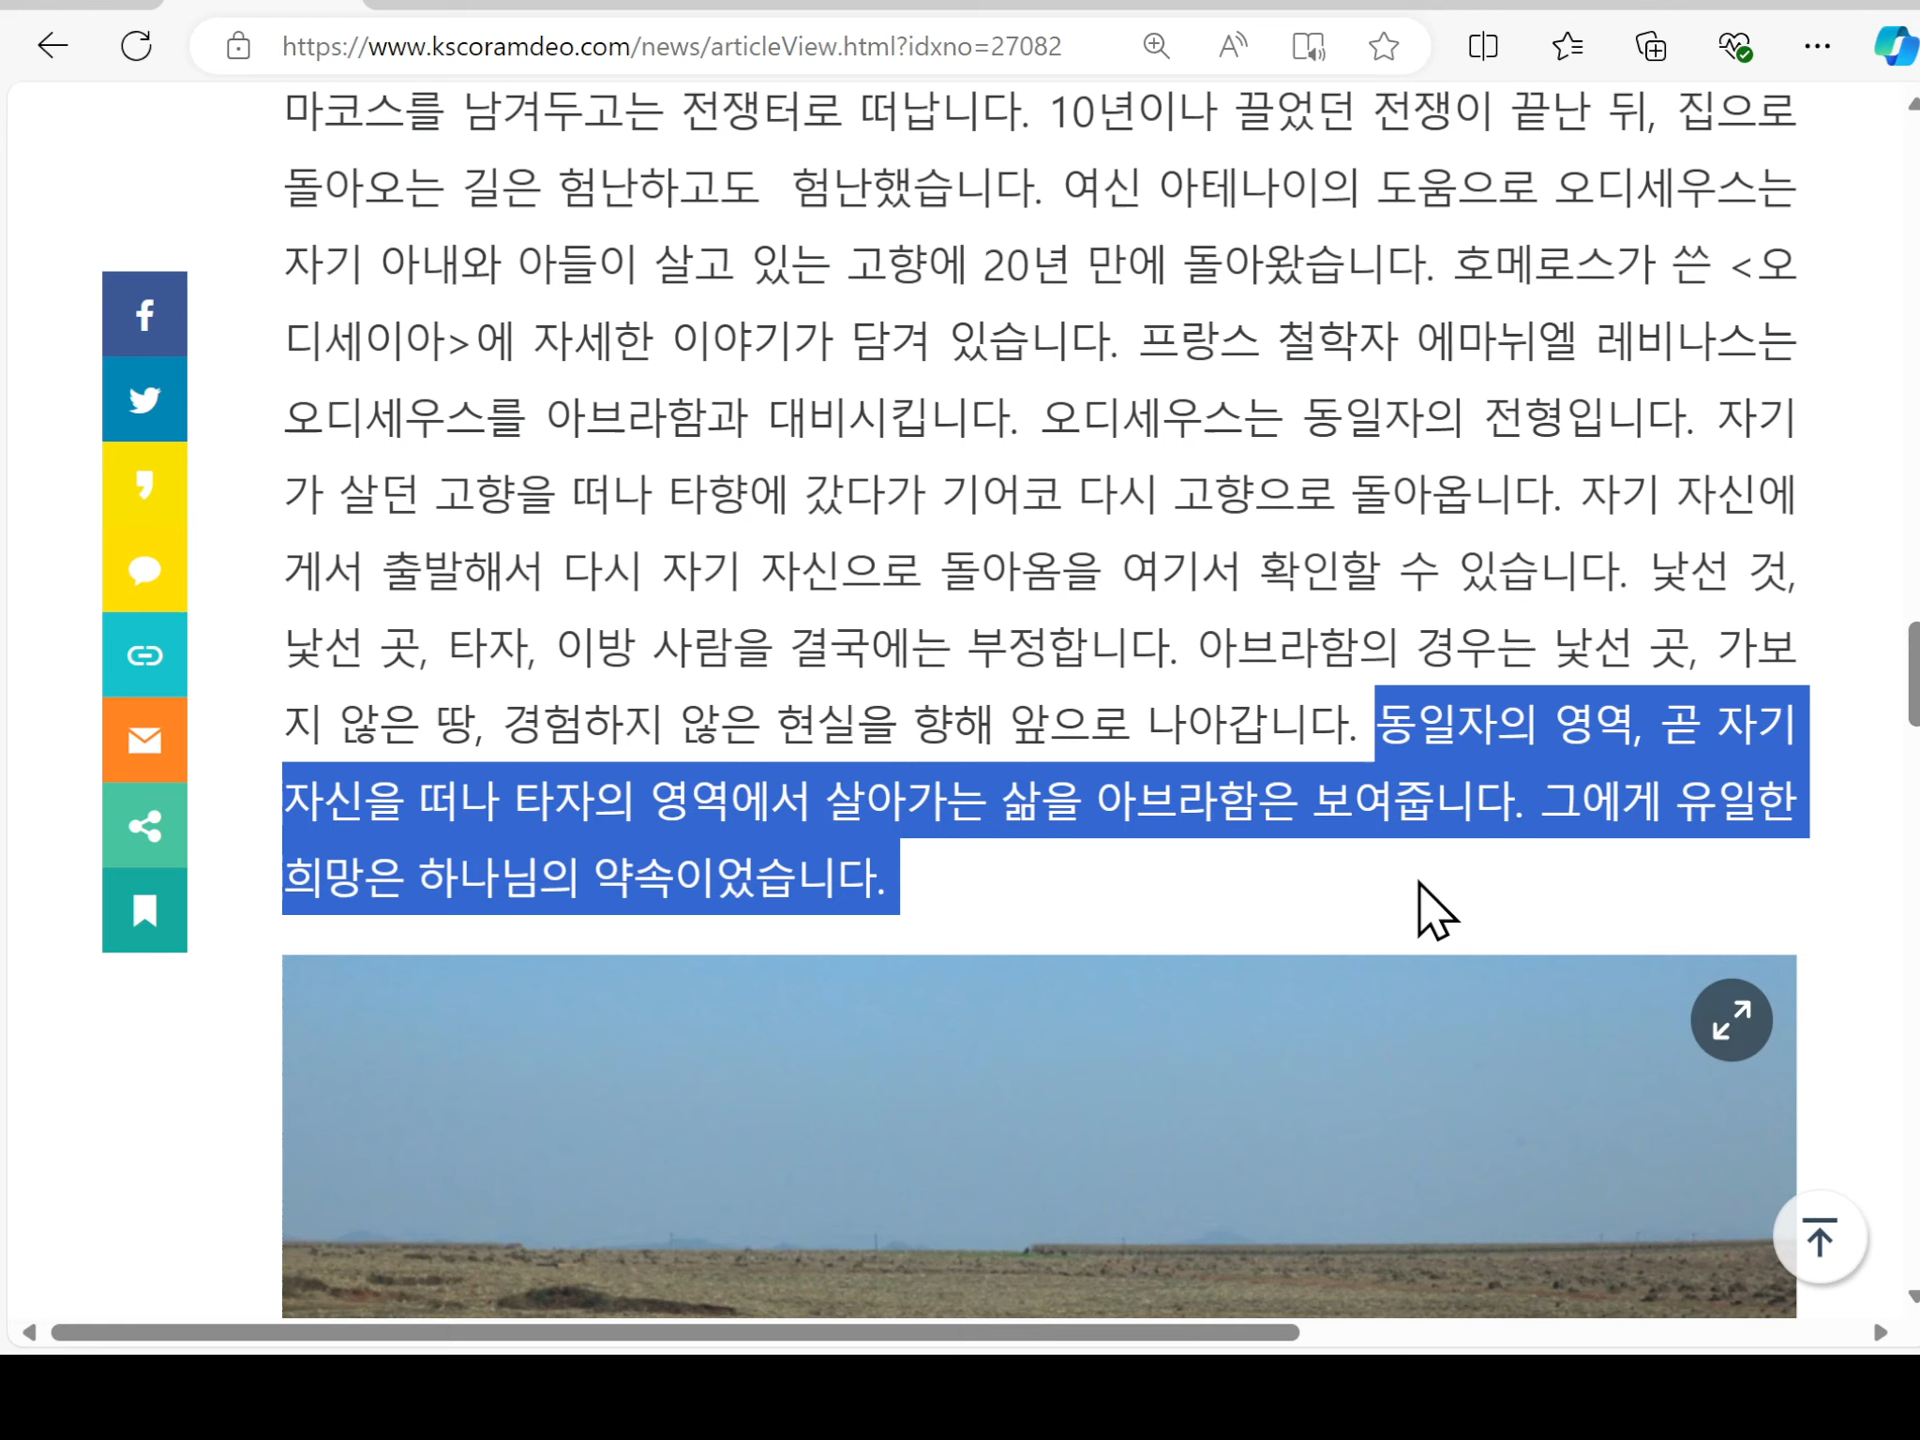 https://www.kscoramdeo.com/news/articleView.html?idxno=27082
마코스를 남겨두고는 전쟁터로 떠납니다. 10년이나 끌었던 전쟁이 끝난 뒤, 집으로
돌아오는 길은 험난하고도 험난했습니다. 여신 아테나이의 도움으로 오디세우스는
자기 아내와 아들이 살고 있는 고향에 20년 만에 돌아왔습니다. 호메로스가 쓴 <오
디세이아>에 자세한 이야기가 담겨 있습니다. 프랑스 철학자 에마뉘엘 레비나스는
오디세우스를 아브라함과 대비시킵니다. 오디세우스는 동일자의 전형입니다. 자기
가 살던 고향을 떠나 타향에 갔다가 기어코 다시 고향으로 돌아옵니다. 자기 자신에
게서 출발해서 다시 자기 자신으로 돌아옴을 여기서 확인할 수 있습니다. 낯선 것,
낯선 곳, 타자, 이방 사람을 결국에는 부정합니다. 아브라함의 경우는 낯선 곳, 가보
지 않은 땅, 경험하지 않은 현실을 향해 앞으로 나아갑니다. 동일자의 영역, 곧 자기
자신을 떠나 타자의 영역에서 살아가는 삶을 아브라함은 보여줍니다. 그에게 유일한
희망은 하나님의 약속이었습니다.